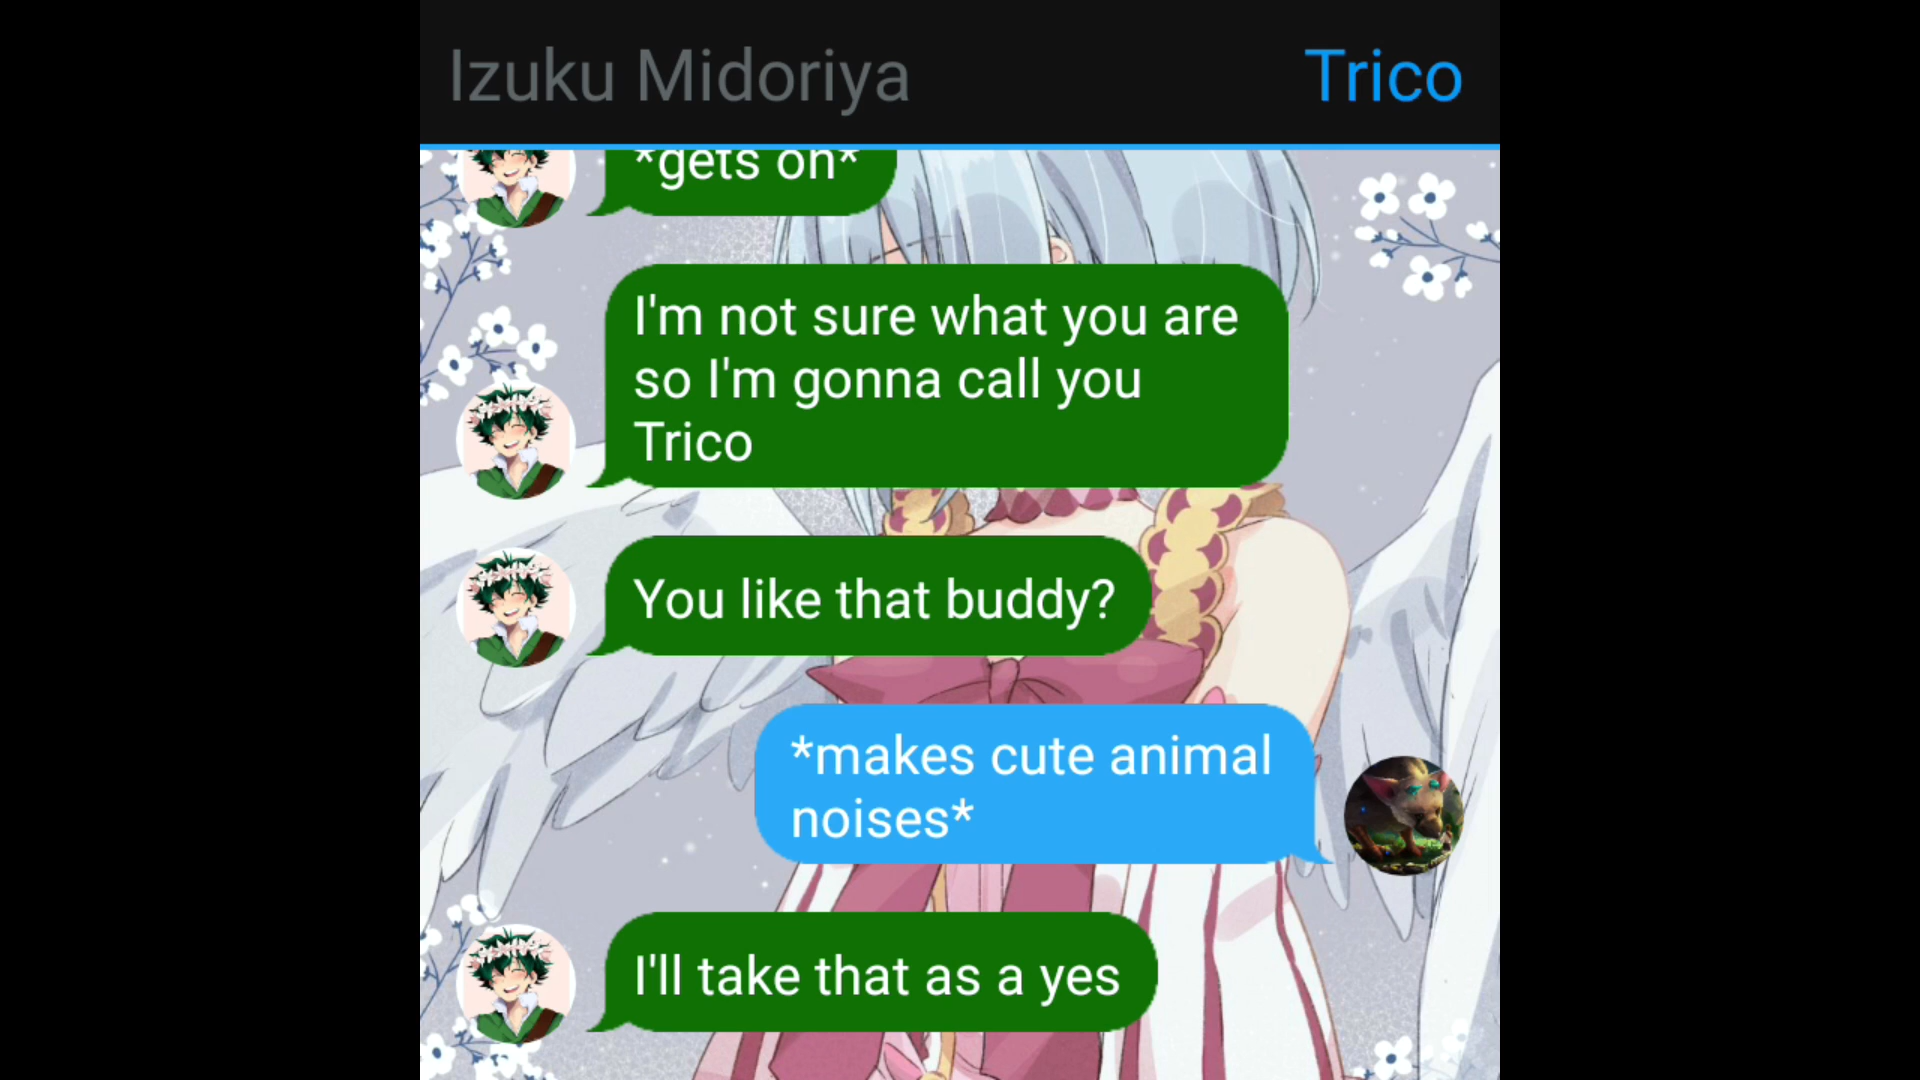 Izuku Midoriya
Trico
*gets on*
I'm not sure what you are
so I'm gonna call you
Trico
You like that buddy?
*makes cute animal
noises*
I'll take that as a yes